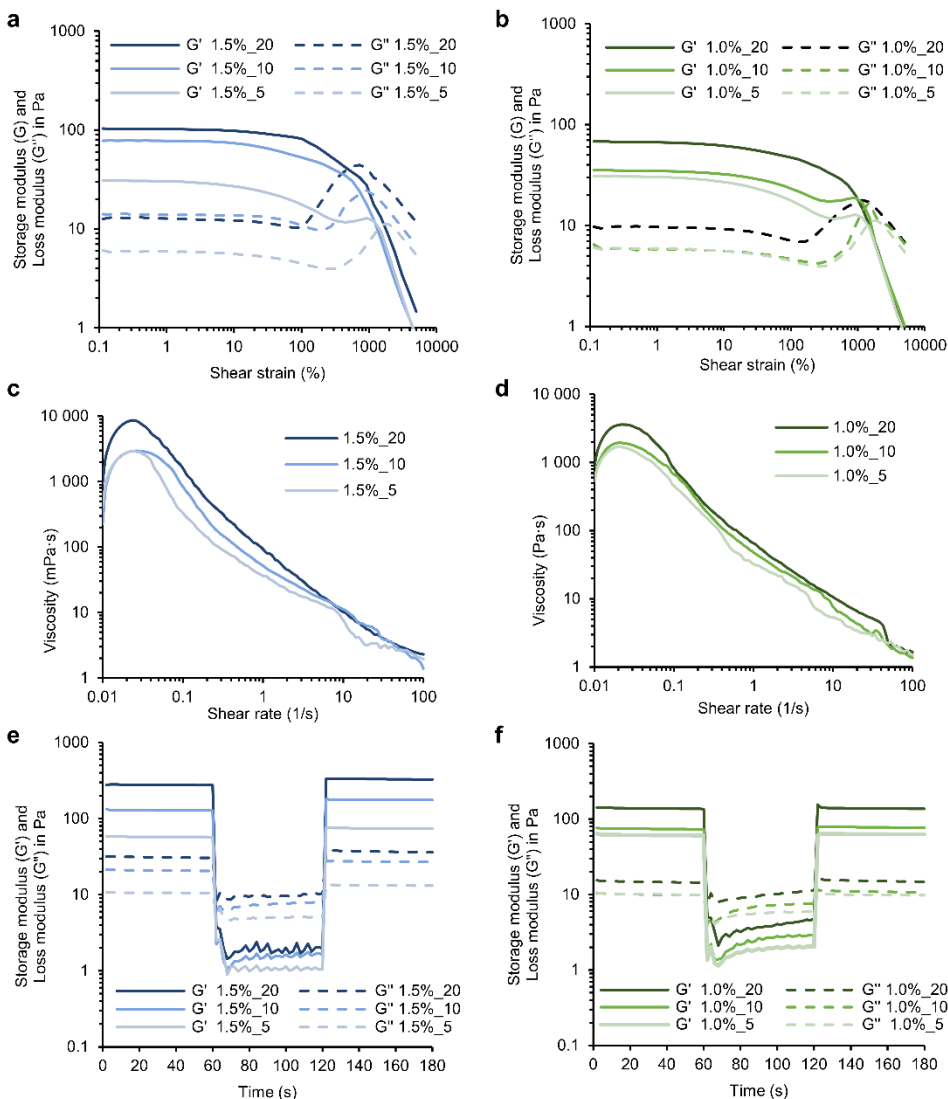 a
1000
100
10
1
0.1 1 10 100 1000 10000
Storage modulus (G) and
Loss modulus (G'') in Pa
Shear strain (%)
G' 1.5%_20 G'' 1.5%_20
G' 1.5%_10 G'' 1.5%_10
G' 1.5%_5 G'' 1.5%_5
b
1000
100
10
1
0.1 1 10 100 1000 10000
Storage modulus (G) and
Loss modulus (G'') in Pa
Shear strain (%)
G' 1.0%_20 G'' 1.0%_20
G' 1.0%_10 G'' 1.0%_10
G' 1.0%_5 G'' 1.0%_5
c
10 000
1 000
100
10
1
0.01 0.1 1 10 100
Viscosity (mPa·s)
Shear rate (1/s)
1.5%_20
1.5%_10
1.5%_5
d
10 000
1 000
100
10
1
0.01 0.1 1 10 100
Viscosity (Pa·s)
Shear rate (1/s)
1.0%_20
1.0%_10
1.0%_5
e
1000
100
10
1
0.1
0 20 40 60 80 100 120 140 160 180
Storage modulus (G') and
Loss modulus (G'') in Pa
Time (s)
G' 1.5%_20 G'' 1.5%_20
G' 1.5%_10 G'' 1.5%_10
G' 1.5%_5 G'' 1.5%_5
f
1000
100
10
1
0.1
0 20 40 60 80 100 120 140 160 180
Storage modulus (G') and
Loss modulus (G'') in Pa
Time (s)
G' 1.0%_20 G'' 1.0%_20
G' 1.0%_10 G'' 1.0%_10
G' 1.0%_5 G'' 1.0%_5